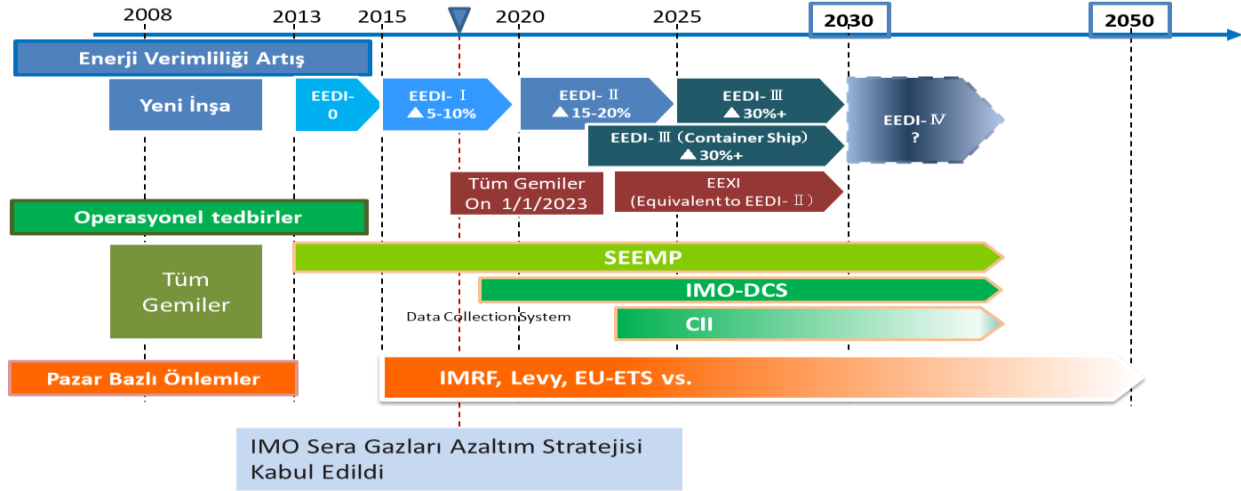 2008
2013
2015
2020
2025
2030
2050
Enerji Verimliliği Artış
Yeni İnşa
EEDI-
0
EEDI- Ⅰ
▲5-10%
EEDI- Ⅱ
▲15-20%
EEDI- Ⅲ
▲30%+
EEDI- Ⅲ (Container Ship)
▲30%+
EEDI- Ⅳ
?
Tüm Gemiler
On 1/1/2023
EEXI
(Equivalent to EEDI- Ⅱ)
Operasyonel tedbirler
Tüm
Gemiler
SEEMP
IMO-DCS
Data Collection System
CII
Pazar Bazlı Önlemler
IMRF, Levy, EU-ETS vs.
IMO Sera Gazları Azaltım Stratejisi
Kabul Edildi